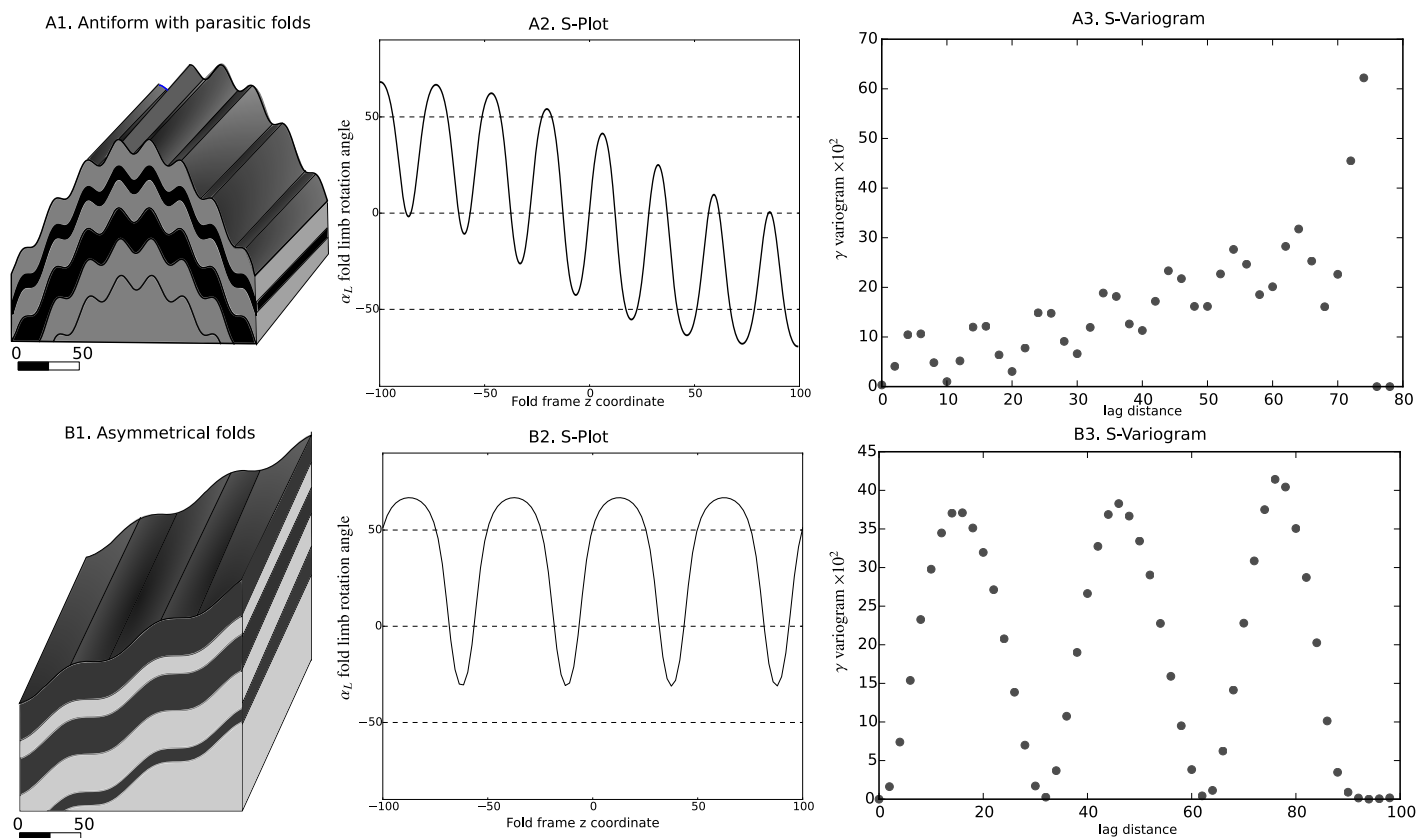 A1. Antiform with parasitic folds
0 50
A2. S-Plot
α_L fold limb rotation angle
50
0
−50
−100 −50 0 50 100
Fold frame z coordinate
A3. S-Variogram
γ variogram ×10²
70
60
50
40
30
20
10
0
0 10 20 30 40 50 60 70 80
lag distance
B1. Asymmetrical folds
0 50
B2. S-Plot
α_L fold limb rotation angle
50
0
−50
−100 −50 0 50 100
Fold frame z coordinate
B3. S-Variogram
γ variogram ×10²
45
40
35
30
25
20
15
10
5
0
0 20 40 60 80 100
lag distance